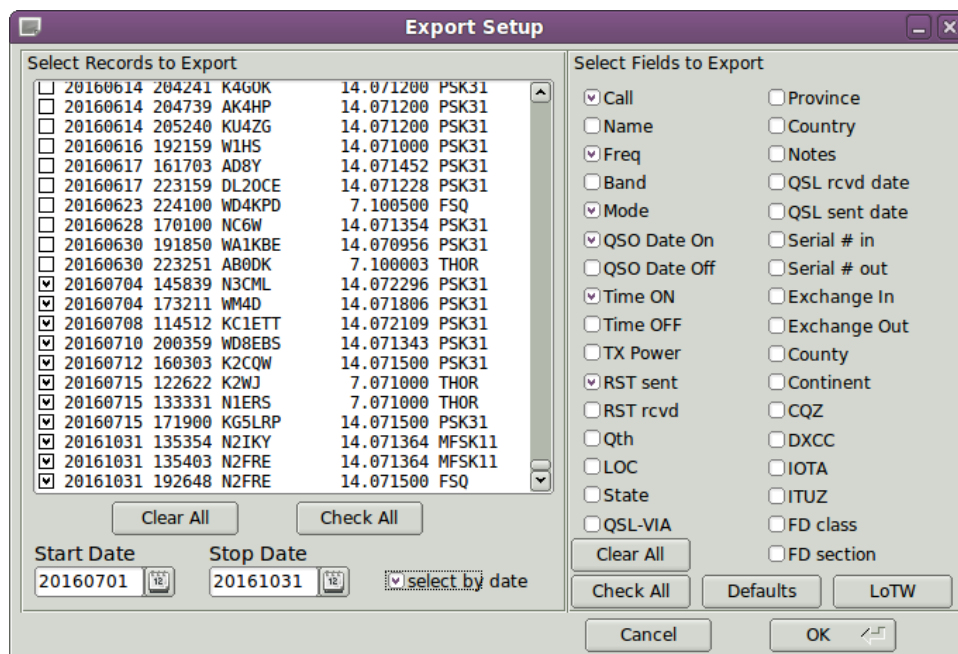 Export Setup
Select Records to Export
20160614 204241 K4GOK 14.071200 PSK31
20160614 204739 AK4HP 14.071200 PSK31
20160614 205240 KU4ZG 14.071200 PSK31
20160616 192159 W1HS 14.071000 PSK31
20160617 161703 AD8Y 14.071452 PSK31
20160617 223159 DL2OCE 14.071228 PSK31
20160623 224100 WD4KPD 7.100500 FSQ
20160628 170100 NC6W 14.071354 PSK31
20160630 191850 WA1KBE 14.070956 PSK31
20160630 223251 AB0DK 7.100003 THOR
20160704 145839 N3CML 14.072296 PSK31
20160704 173211 WM4D 14.071806 PSK31
20160708 114512 KC1ETT 14.072109 PSK31
20160710 200359 WD8EBS 14.071343 PSK31
20160712 160303 K2CQW 14.071500 PSK31
20160715 122622 K2WJ 7.071000 THOR
20160715 133331 N1ERS 7.071000 THOR
20160715 171900 KG5LRP 14.071500 PSK31
20161031 135354 N2IKY 14.071364 MFSK11
20161031 135403 N2FRE 14.071364 MFSK11
20161031 192648 N2FRE 14.071500 FSQ
Clear All Check All
Start Date Stop Date
20160701 12 20161031 12 select by date
Select Fields to Export
Call Province
Name Country
Freq Notes
Band QSL rcvd date
Mode QSL sent date
QSO Date On Serial # in
QSO Date Off Serial # out
Time ON Exchange In
Time OFF Exchange Out
TX Power County
RST sent Continent
RST rcvd CQZ
Qth DXCC
LOC IOTA
State ITUZ
QSL-VIA FD class
Clear All FD section
Check All Defaults LoTW
Cancel OK